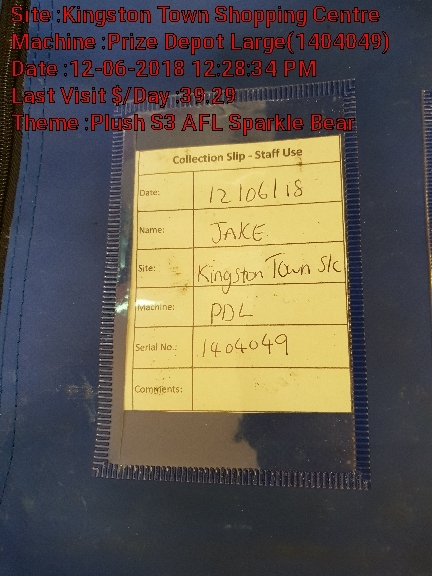 Site :Kingston Town Shopping Centre
Machine :Prize Depot Large(1404049)
Date :12-06-2018 12:28:34 PM
Last Visit $/Day :39.29
Theme :Plush S3 AFL Sparkle Bear
Collection Slip - Staff Use
Date: 12/06/18
Name: JAKE
Site: Kingston Town S/c
Machine: PDL
Serial No.: 1404049
Comments: